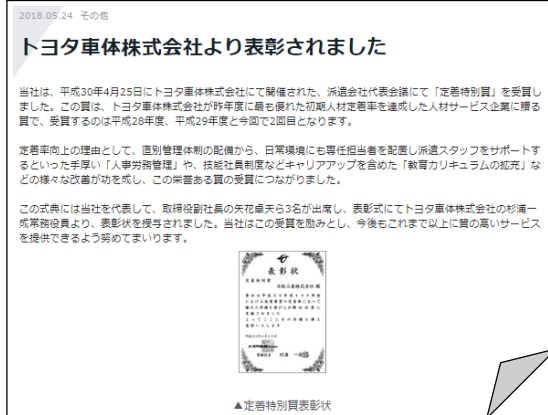 2018.05.24 その他
トヨタ車体株式会社より表彰されました
当社は、平成30年4月25日にトヨタ車体株式会社にて開催された、派遣会社代表会議にて「定着特別賞」を受賞し
ました。この賞は、トヨタ車体株式会社が昨年度に最も優れた初期人材定着率を達成した人材サービス企業に贈る
賞で、受賞するのは平成28年度、平成29年度と今回で2回目となります。
定着率向上の理由として、直別管理体制の配備から、日常環境にも専任担当者を配置し派遣スタッフをサポートす
るといった手厚い「人事労務管理」や、技能社員制度などキャリアアップを含めた「教育カリキュラムの拡充」な
どの様々な改善が功を成し、この栄誉ある賞の受賞につながりました。
この式典には当社を代表して、取締役副社長の矢花卓夫ら3名が出席し、表彰式にてトヨタ車体株式会社の杉浦一
成常務役員より、表彰状を授与されました。当社はこの受賞を励みとし、今後もこれまで以上に質の高いサービス
を提供できるよう努めてまいります。
表彰状
定着特別賞
▲定着特別賞表彰状